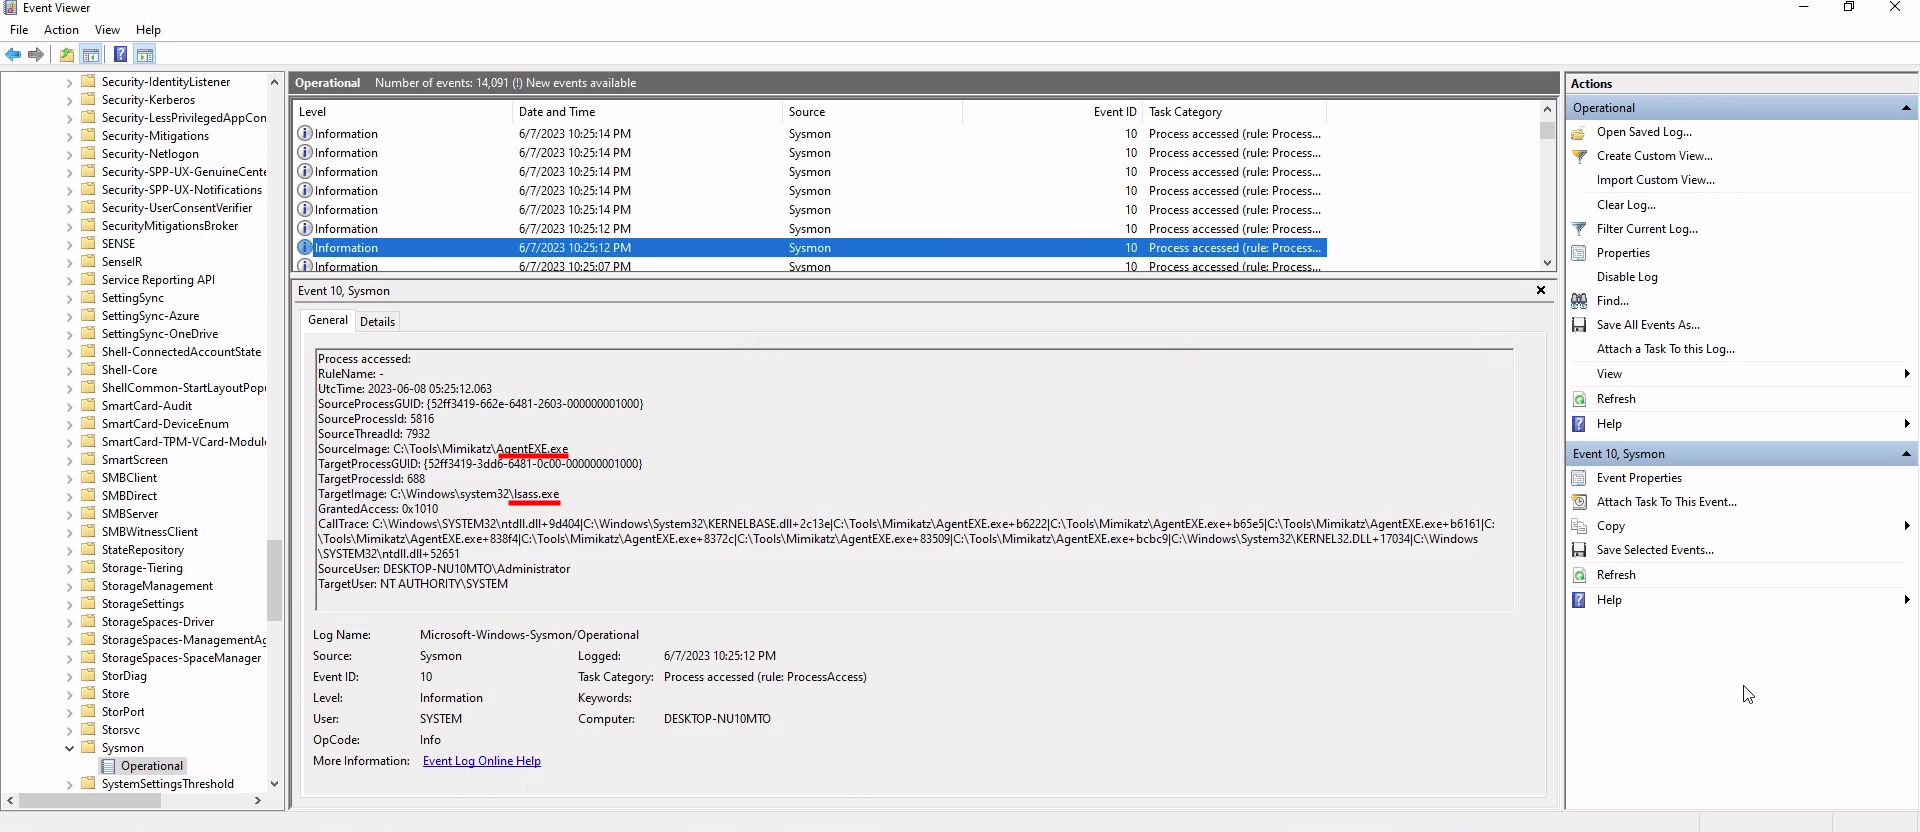 Event Viewer
File Action View Help
Security-IdentityListener
Security-Kerberos
Security-LessPrivilegedAppCon
Security-Mitigations
Security-Netlogon
Security-SPP-UX-GenuineCente
Security-SPP-UX-Notifications
Security-UserConsentVerifier
SecurityMitigationsBroker
SENSE
SenseIR
Service Reporting API
SettingSync
SettingSync-Azure
SettingSync-OneDrive
Shell-ConnectedAccountState
Shell-Core
ShellCommon-StartLayoutPopu
SmartCard-Audit
SmartCard-DeviceEnum
SmartCard-TPM-VCard-Module
SmartScreen
SMBClient
SMBDirect
SMBServer
SMBWitnessClient
StateRepository
Storage-Tiering
StorageManagement
StorageSettings
StorageSpaces-Driver
StorageSpaces-ManagementAg
StorageSpaces-SpaceManager
StorDiag
Store
StorPort
Storsvc
Sysmon
Operational
SystemSettingsThreshold
Operational Number of events: 14,091 (!) New events available
Level Date and Time Source Event ID Task Category
Information 6/7/2023 10:25:14 PM Sysmon 10 Process accessed (rule: Process...
Information 6/7/2023 10:25:14 PM Sysmon 10 Process accessed (rule: Process...
Information 6/7/2023 10:25:14 PM Sysmon 10 Process accessed (rule: Process...
Information 6/7/2023 10:25:14 PM Sysmon 10 Process accessed (rule: Process...
Information 6/7/2023 10:25:14 PM Sysmon 10 Process accessed (rule: Process...
Information 6/7/2023 10:25:12 PM Sysmon 10 Process accessed (rule: Process...
Information 6/7/2023 10:25:12 PM Sysmon 10 Process accessed (rule: Process...
Information 6/7/2023 10:25:07 PM Sysmon 10 Process accessed (rule: Process...
Event 10, Sysmon
General Details
Process accessed:
RuleName: -
UtcTime: 2023-06-08 05:25:12.063
SourceProcessGUID: {52ff3419-662e-6481-2603-000000001000}
SourceProcessId: 5816
SourceThreadId: 7932
SourceImage: C:\Tools\Mimikatz\AgentEXE.exe
TargetProcessGUID: {52ff3419-3dd6-6481-0c00-000000001000}
TargetProcessId: 688
TargetImage: C:\Windows\system32\lsass.exe
GrantedAccess: 0x1010
CallTrace: C:\Windows\SYSTEM32\ntdll.dll+9d404|C:\Windows\System32\KERNELBASE.dll+2c13e|C:\Tools\Mimikatz\AgentEXE.exe+b6222|C:\Tools\Mimikatz\AgentEXE.exe+b65e5|C:\Tools\Mimikatz\AgentEXE.exe+b6161|C:
\Tools\Mimikatz\AgentEXE.exe+838f4|C:\Tools\Mimikatz\AgentEXE.exe+8372c|C:\Tools\Mimikatz\AgentEXE.exe+83509|C:\Tools\Mimikatz\AgentEXE.exe+bcbc9|C:\Windows\System32\KERNEL32.DLL+17034|C:\Windows
\SYSTEM32\ntdll.dll+52651
SourceUser: DESKTOP-NU10MTO\Administrator
TargetUser: NT AUTHORITY\SYSTEM
Log Name: Microsoft-Windows-Sysmon/Operational
Source: Sysmon Logged: 6/7/2023 10:25:12 PM
Event ID: 10 Task Category: Process accessed (rule: ProcessAccess)
Level: Information Keywords:
User: SYSTEM Computer: DESKTOP-NU10MTO
OpCode: Info
More Information: Event Log Online Help
Actions
Operational
Open Saved Log...
Create Custom View...
Import Custom View...
Clear Log...
Filter Current Log...
Properties
Disable Log
Find...
Save All Events As...
Attach a Task To this Log...
View
Refresh
Help
Event 10, Sysmon
Event Properties
Attach Task To This Event...
Copy
Save Selected Events...
Refresh
Help